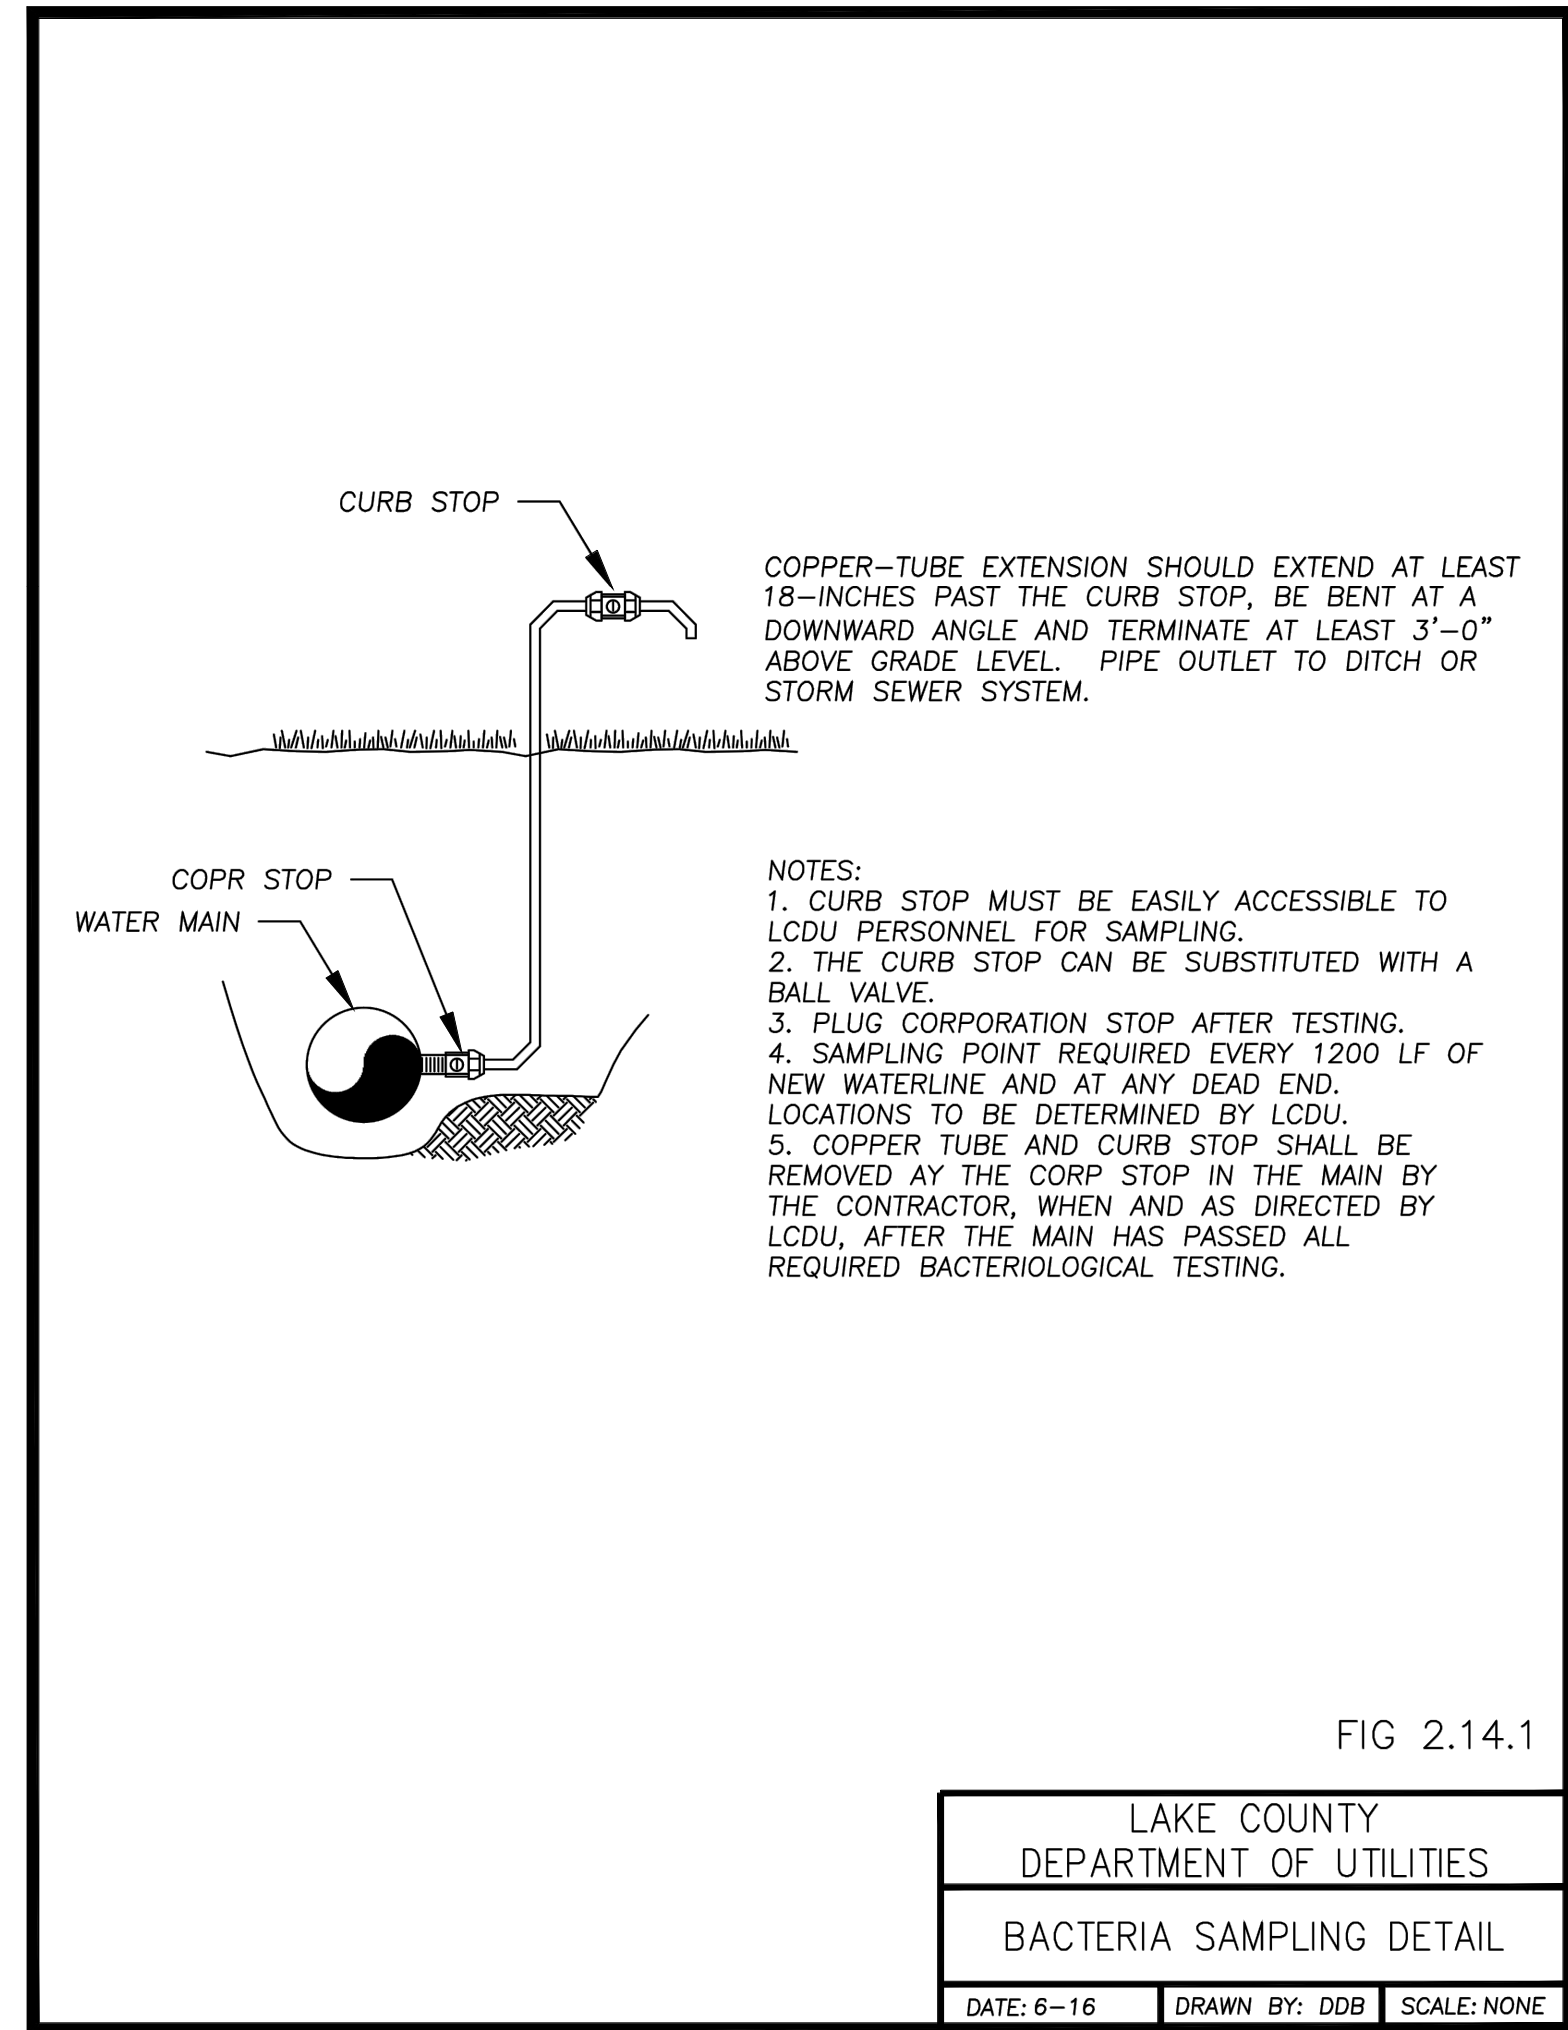 CURB STOP
COPPER-TUBE EXTENSION SHOULD EXTEND AT LEAST
18-INCHES PAST THE CURB STOP, BE BENT AT A
DOWNWARD ANGLE AND TERMINATE AT LEAST 3'-0"
ABOVE GRADE LEVEL. PIPE OUTLET TO DITCH OR
STORM SEWER SYSTEM.
COPR STOP
WATER MAIN
NOTES:
1. CURB STOP MUST BE EASILY ACCESSIBLE TO
LCDU PERSONNEL FOR SAMPLING.
2. THE CURB STOP CAN BE SUBSTITUTED WITH A
BALL VALVE.
3. PLUG CORPORATION STOP AFTER TESTING.
4. SAMPLING POINT REQUIRED EVERY 1200 LF OF
NEW WATERLINE AND AT ANY DEAD END.
LOCATIONS TO BE DETERMINED BY LCDU.
5. COPPER TUBE AND CURB STOP SHALL BE
REMOVED AY THE CORP STOP IN THE MAIN BY
THE CONTRACTOR, WHEN AND AS DIRECTED BY
LCDU, AFTER THE MAIN HAS PASSED ALL
REQUIRED BACTERIOLOGICAL TESTING.
FIG 2.14.1
LAKE COUNTY
DEPARTMENT OF UTILITIES
BACTERIA SAMPLING DETAIL
DATE: 6-16
DRAWN BY: DDB
SCALE: NONE